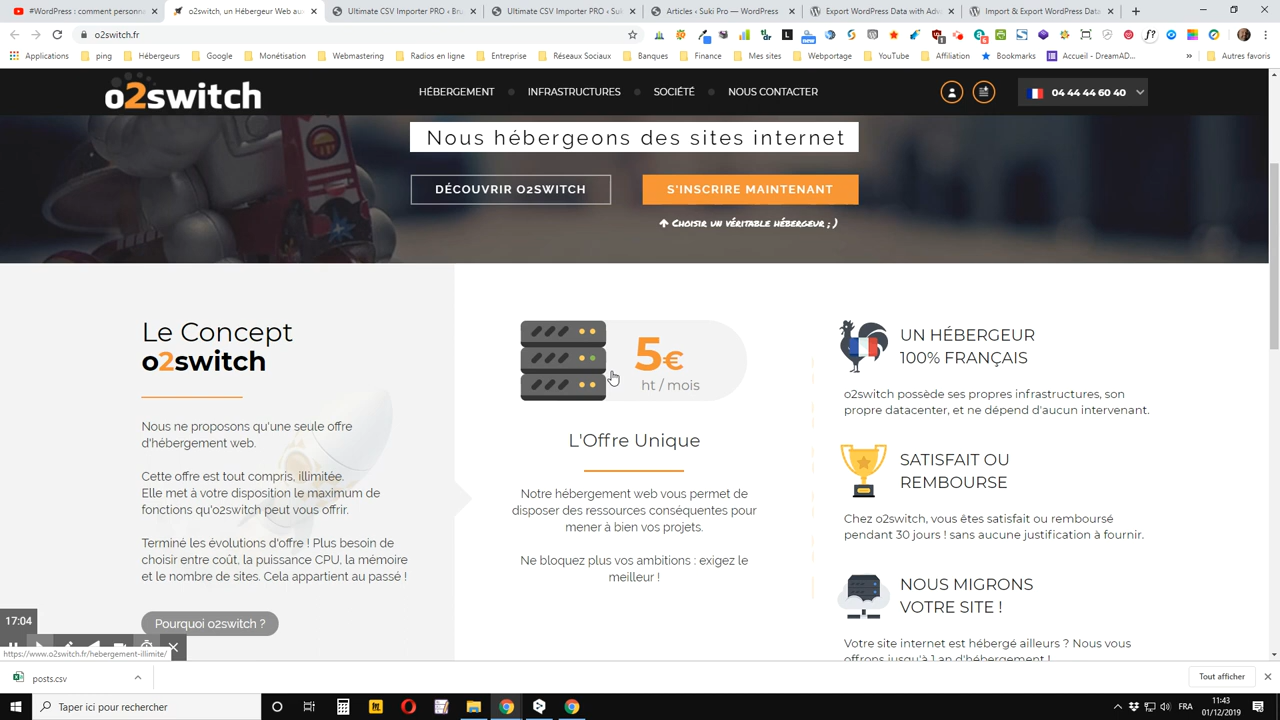 #WordPress : comment personna
o2switch, un Hébergeur Web au
Ultimate CSV Importer PRO ‹ Bru
Ultimate CSV Importer PRO ‹ Suk
Articles ‹ Suki Pro — WordPress
Export WordPress Data with Adv
Import & Export WordPress Data
o2switch.fr
Applications
ping
Hébergeurs
Google
Monétisation
Webmastering
Radios en ligne
Entreprise
Réseaux Sociaux
Banques
Finance
Mes sites
Webportage
YouTube
Affiliation
Bookmarks
Accueil - DreamAD...
»
Autres favoris
o2switch
HÉBERGEMENT
INFRASTRUCTURES
SOCIÉTÉ
NOUS CONTACTER
04 44 44 60 40
Nous hébergeons des sites internet
DÉCOUVRIR O2SWITCH
S'INSCRIRE MAINTENANT
Choisir un véritable hébergeur ; )
Le Concept
o2switch
Nous ne proposons qu'une seule offre
d'hébergement web.
Cette offre est tout compris, illimitée.
Elle met à votre disposition le maximum de
fonctions qu'o2switch peut vous offrir.
Terminé les évolutions d'offre ! Plus besoin de
choisir entre coût, la puissance CPU, la mémoire
et le nombre de sites. Cela appartient au passé !
Pourquoi o2switch ?
5€
ht / mois
L'Offre Unique
Notre hébergement web vous permet de
disposer des ressources conséquentes pour
mener à bien vos projets.
Ne bloquez plus vos ambitions : exigez le
meilleur !
UN HÉBERGEUR
100% FRANÇAIS
o2switch possède ses propres infrastructures, son
propre datacenter, et ne dépend d'aucun intervenant.
SATISFAIT OU
REMBOURSE
Chez o2switch, vous êtes satisfait ou remboursé
pendant 30 jours ! sans aucune justification à fournir.
NOUS MIGRONS
VOTRE SITE !
Votre site internet est hébergé ailleurs ? Nous vous
offrons jusqu'à 1 an d'hébergement !
17:04
https://www.o2switch.fr/hebergement-illimite/
posts.csv
Tout afficher
Taper ici pour rechercher
FRA
11:43
01/12/2019